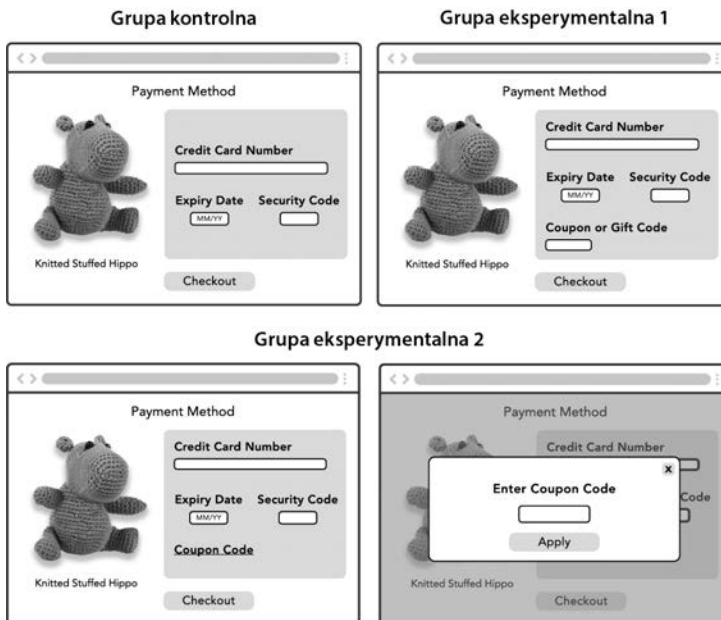 Grupa kontrolna
Payment Method
Credit Card Number
Expiry Date Security Code
MM/YY
Knitted Stuffed Hippo
Checkout
Grupa eksperymentalna 1
Payment Method
Credit Card Number
Expiry Date Security Code
MM/YY
Coupon or Gift Code
Knitted Stuffed Hippo
Checkout
Grupa eksperymentalna 2
Payment Method
Credit Card Number
Expiry Date Security Code
MM/YY
Coupon Code
Knitted Stuffed Hippo
Checkout
Payment Method
Credit Card Number
X
Enter Coupon Code
Code
Apply
Knitted Stuffed Hippo
Checkout